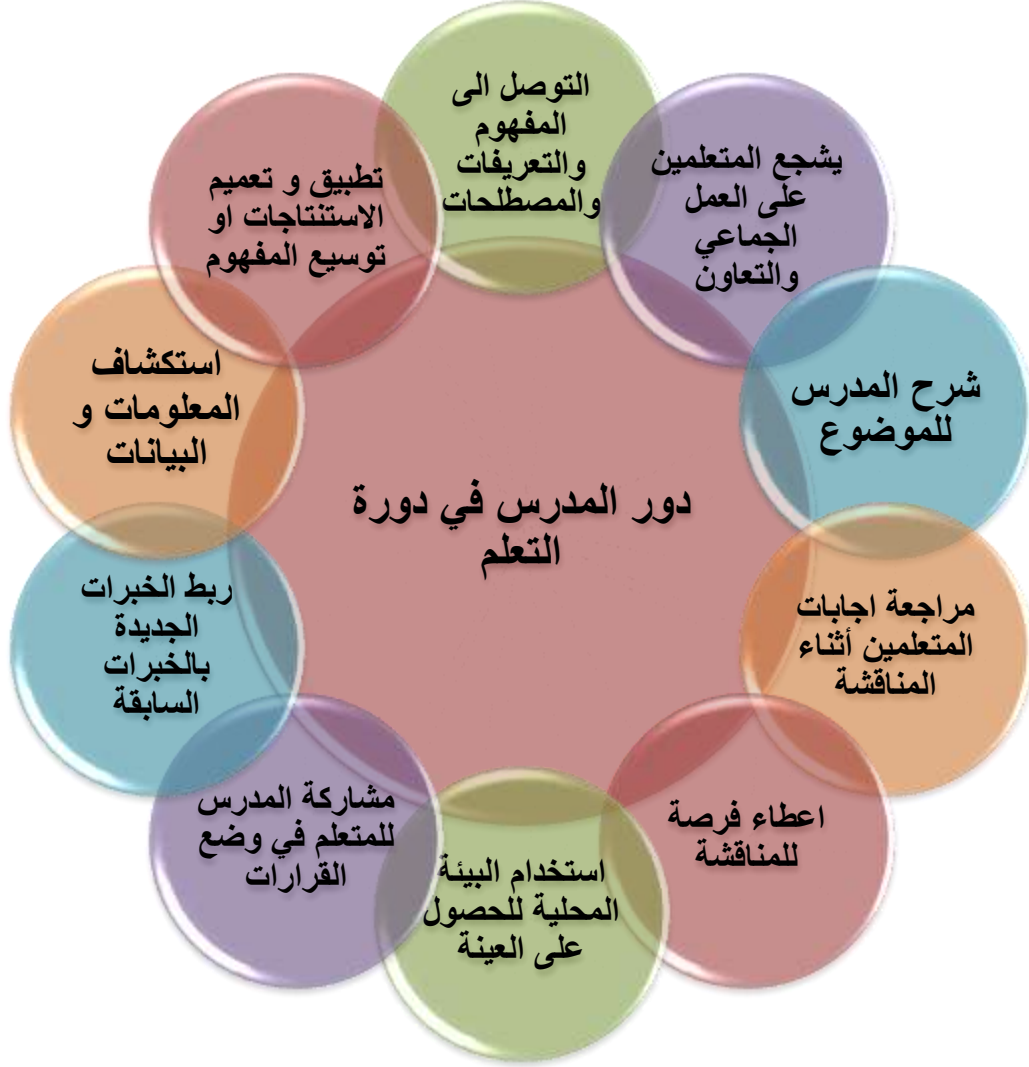 التوصل الى
المفهوم
والتعريفات
والمصطلحات
يشجع المتعلمين
على العمل
الجماعي
والتعاون
شرح المدرس
للموضوع
مراجعة اجابات
المتعلمين أثناء
المناقشة
اعطاء فرصة
للمناقشة
استخدام البيئة
المحلية للحصول
على العينة
مشاركة المدرس
للمتعلم في وضع
القرارات
ربط الخبرات
الجديدة
بالخبرات
السابقة
استكشاف
المعلومات و
البيانات
تطبيق و تعميم
الاستنتاجات او
توسيع المفهوم
دور المدرس في دورة
التعلم